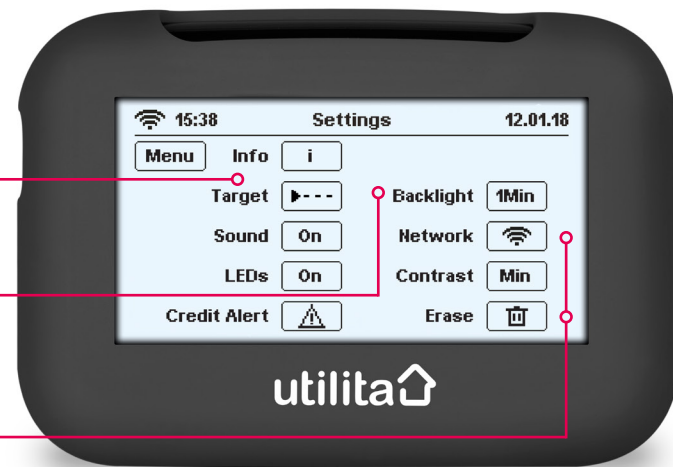 15:38 Settings 12.01.18
Menu Info i
Target Backlight 1Min
Sound On Network
LEDs On Contrast Min
Credit Alert Erase
utilita